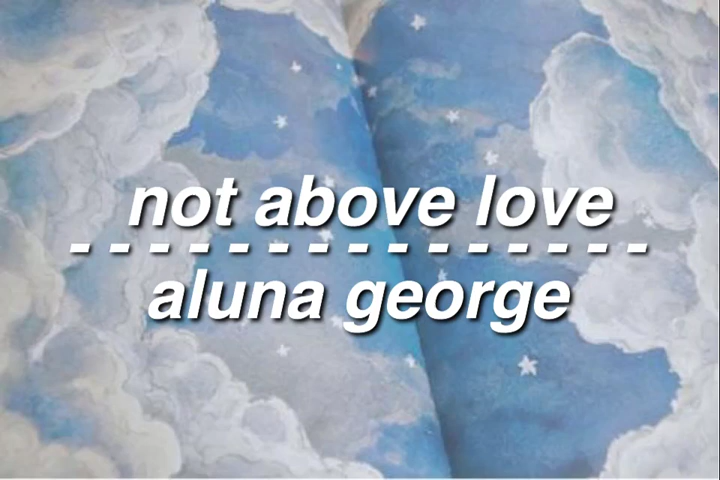 not above love
- - - - - - - - - - - - - - -
aluna george